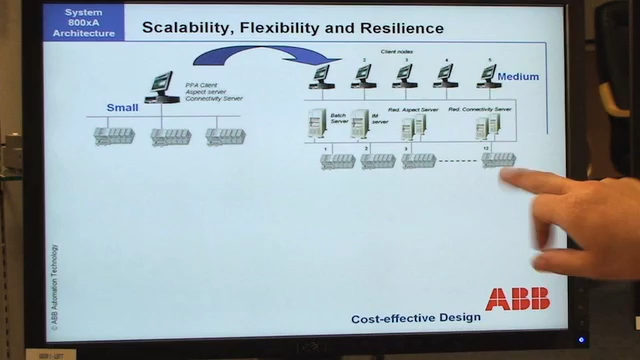 System
800xA
Architecture
Scalability, Flexibility and Resilience
Client nodes
2 3 4 5
Medium
PPA Client
Aspect server
Connectivity Server
Small
Batch
Server
IM
server
Red. Aspect Server
Red. Connectivity Server
1 2 3 12
© ABB Automation Technology
Cost-effective Design
ABB